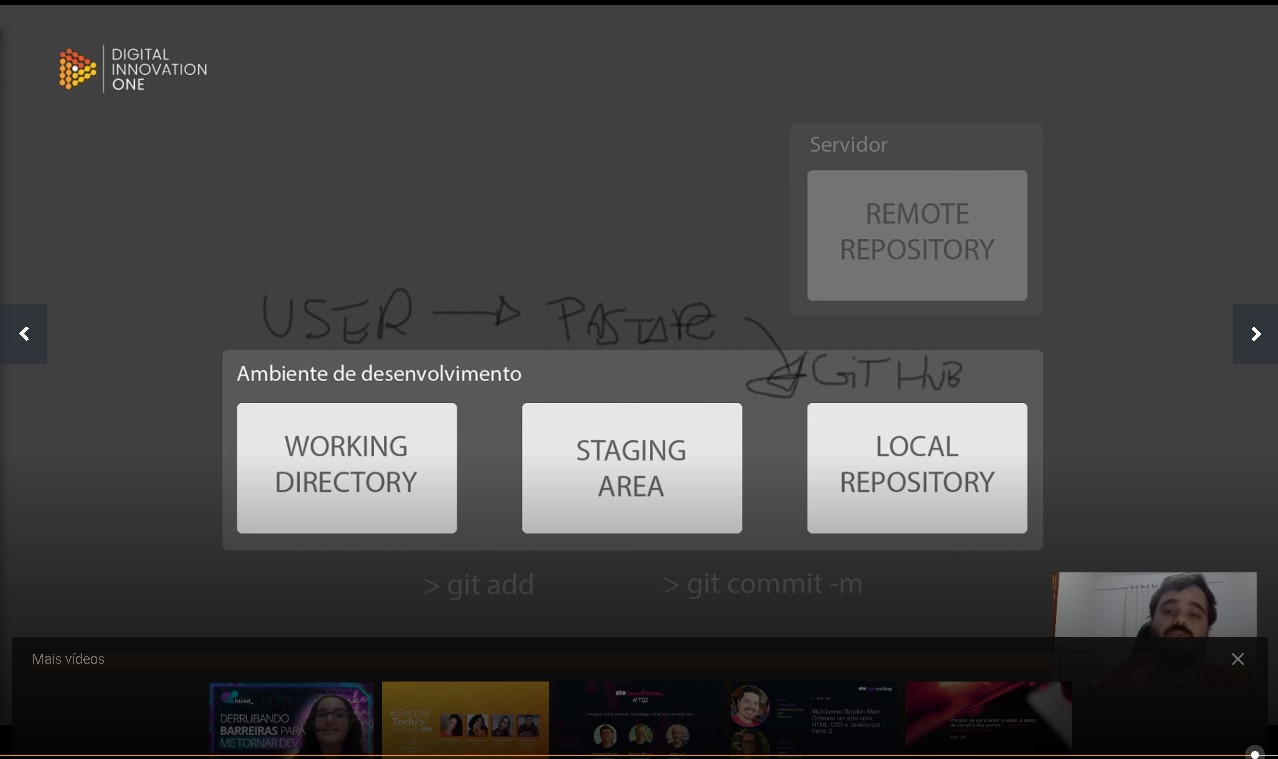 DIGITAL
INNOVATION
ONE
Servidor
REMOTE
REPOSITORY
USER
GITHUB
Ambiente de desenvolvimento
WORKING
DIRECTORY
STAGING
AREA
LOCAL
REPOSITORY
> git add
> git commit -m
Mais vídeos
DERRUBANDO
BARREIRAS PARA
ME TORNAR DEV
<Decola
Tech/>
#TQI
Multiverso Spider-Man:
Criando um site com
HTML, CSS e JavaScript -
Parte 2